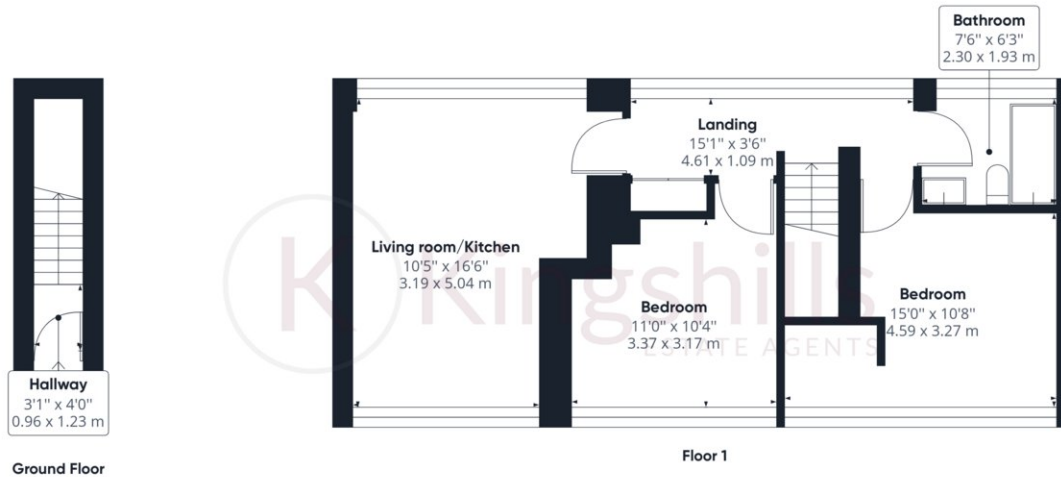 Bathroom
7'6" x 6'3"
2.30 x 1.93 m
Landing
15'1" x 3'6"
4.61 x 1.09 m
Living room/Kitchen
10'5" x 16'6"
3.19 x 5.04 m
Bedroom
11'0" x 10'4"
3.37 x 3.17 m
Bedroom
15'0" x 10'8"
4.59 x 3.27 m
K Kingshills
ESTATE AGENTS
Hallway
3'1" x 4'0"
0.96 x 1.23 m
Ground Floor
Floor 1